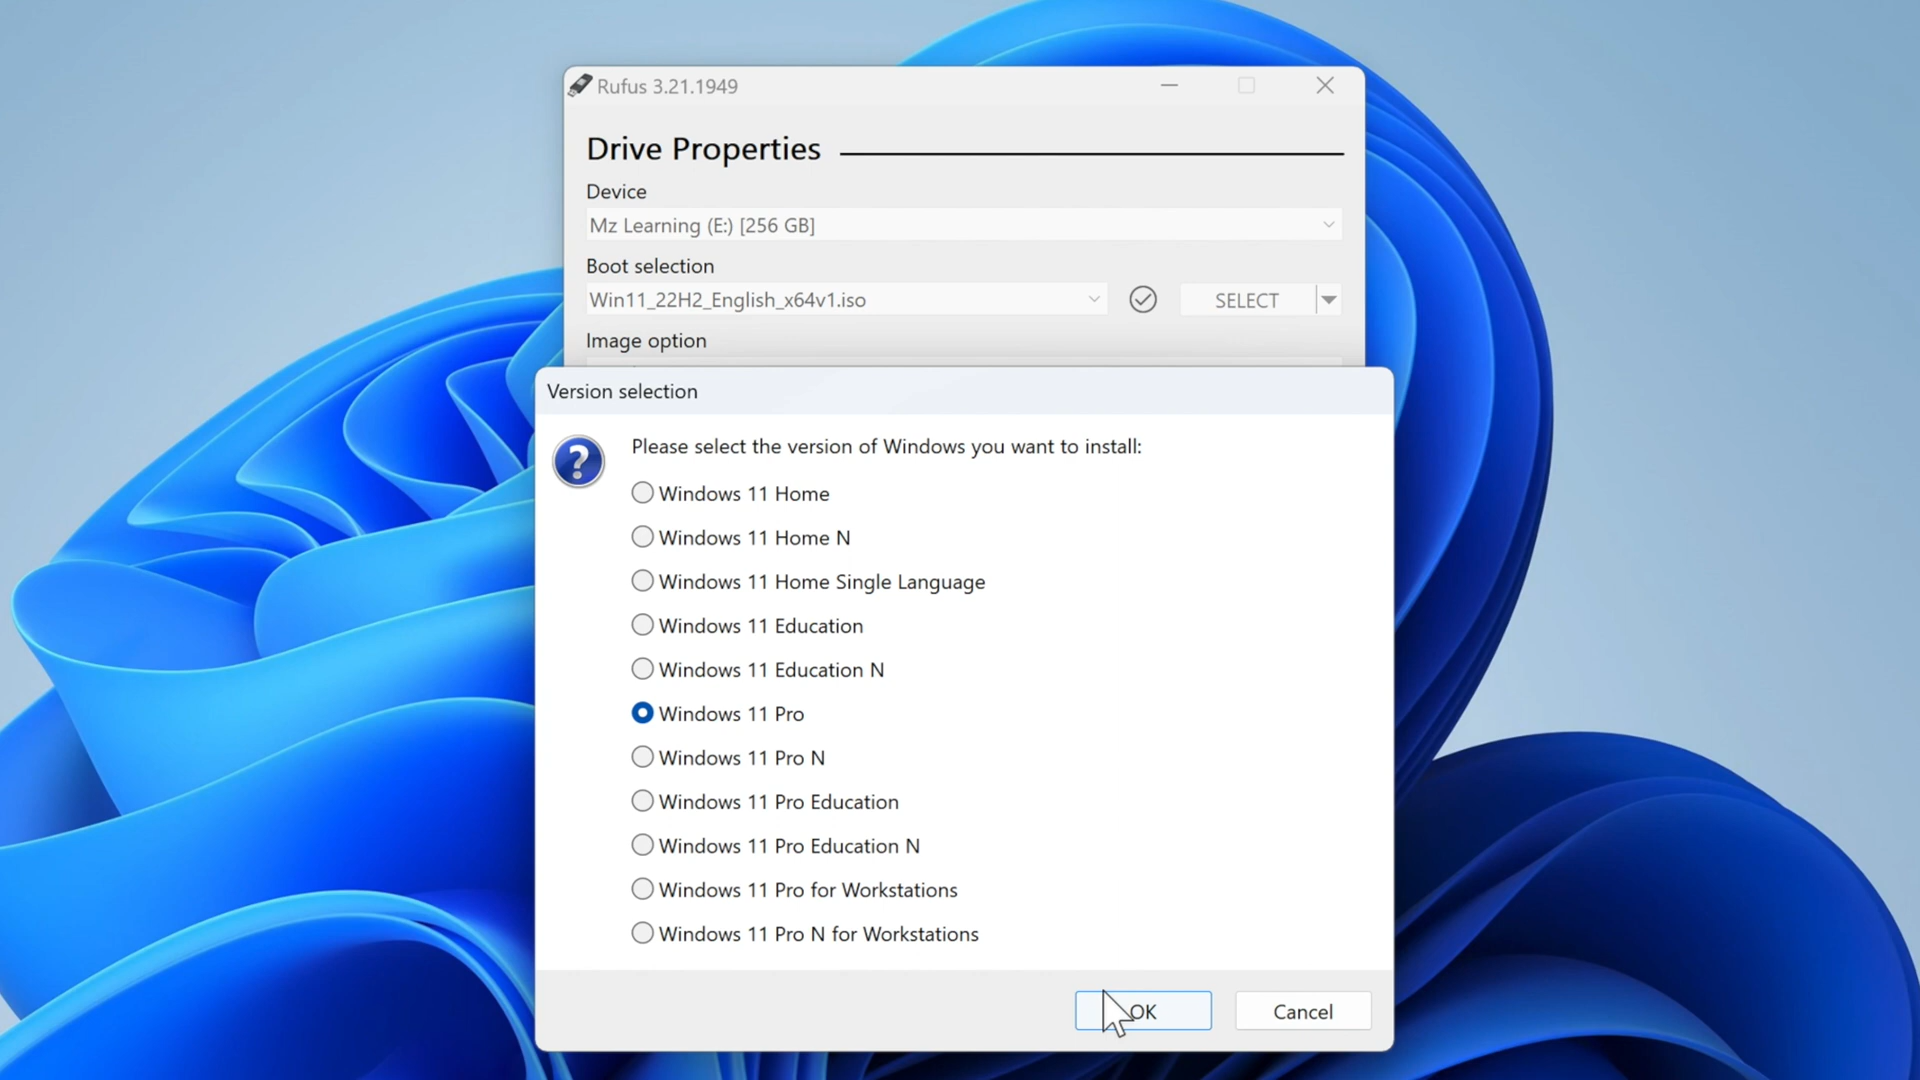 Rufus 3.21.1949
Drive Properties
Device
Mz Learning (E:) [256 GB]
Boot selection
Win11_22H2_English_x64v1.iso
SELECT
Image option
Version selection
Please select the version of Windows you want to install:
Windows 11 Home
Windows 11 Home N
Windows 11 Home Single Language
Windows 11 Education
Windows 11 Education N
Windows 11 Pro
Windows 11 Pro N
Windows 11 Pro Education
Windows 11 Pro Education N
Windows 11 Pro for Workstations
Windows 11 Pro N for Workstations
OK
Cancel